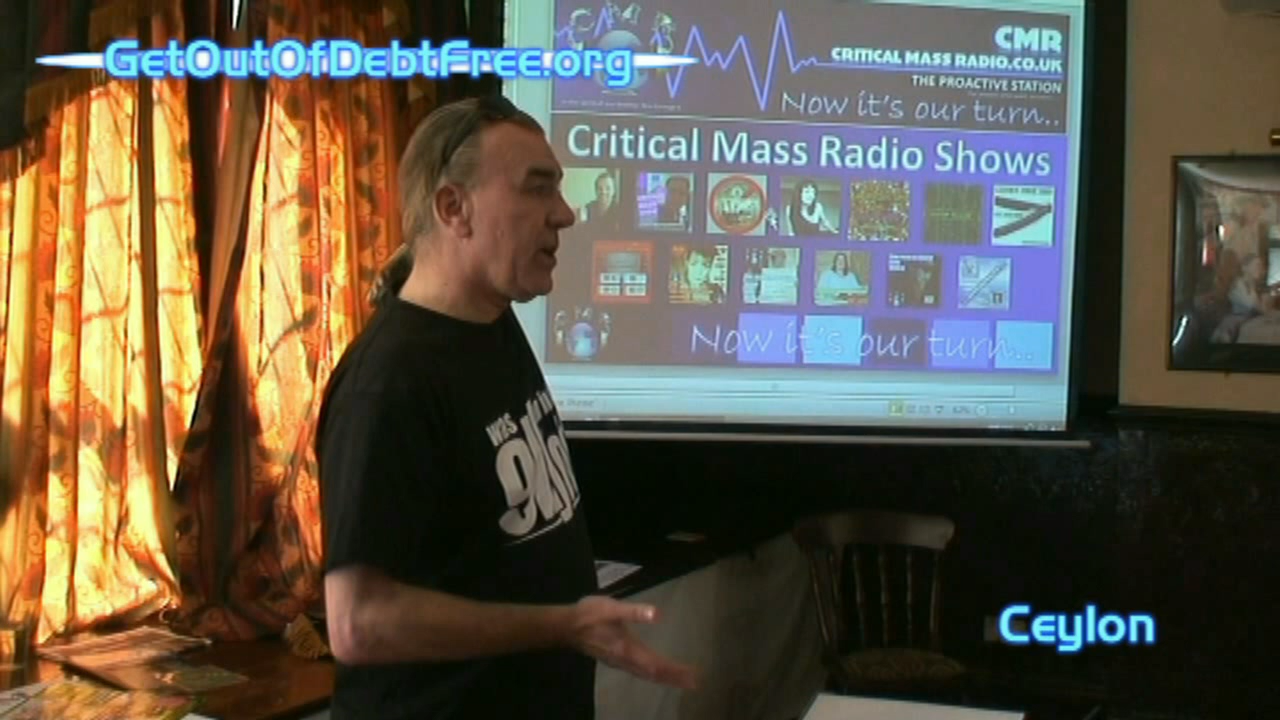 GetOutOfDebtFree.org
CMR
CRITICAL MASS RADIO.CO.UK
THE PROACTIVE STATION
Now it's our turn..
Critical Mass Radio Shows
Now it's our turn..
was
Ceylon